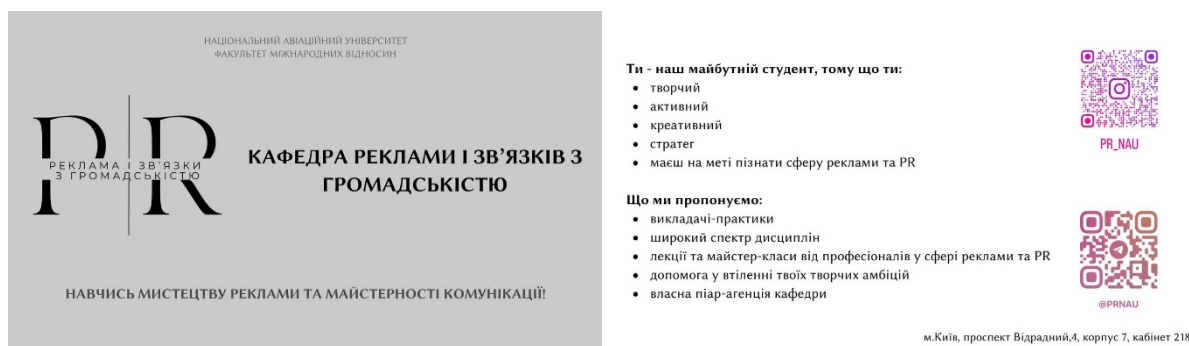 НАЦІОНАЛЬНИЙ АВІАЦІЙНИЙ УНІВЕРСИТЕТ
ФАКУЛЬТЕТ МІЖНАРОДНИХ ВІДНОСИН
PR
РЕКЛАМА І ЗВ'ЯЗКИ
З ГРОМАДСЬКІСТЮ
КАФЕДРА РЕКЛАМИ І ЗВ'ЯЗКІВ З
ГРОМАДСЬКІСТЮ
НАВЧИСЬ МИСТЕЦТВУ РЕКЛАМИ ТА МАЙСТЕРНОСТІ КОМУНІКАЦІЇ!
Ти - наш майбутній студент, тому що ти:
• творчий
• активний
• креативний
• стратег
• маєш на меті пізнати сферу реклами та PR
PR_NAU
Що ми пропонуємо:
• викладачі-практики
• широкий спектр дисциплін
• лекції та майстер-класи від професіоналів у сфері реклами та PR
• допомога у втіленні твоїх творчих амбіцій
• власна піар-агенція кафедри
@PRNAU
м.Київ, проспект Відрадний,4, корпус 7, кабінет 218